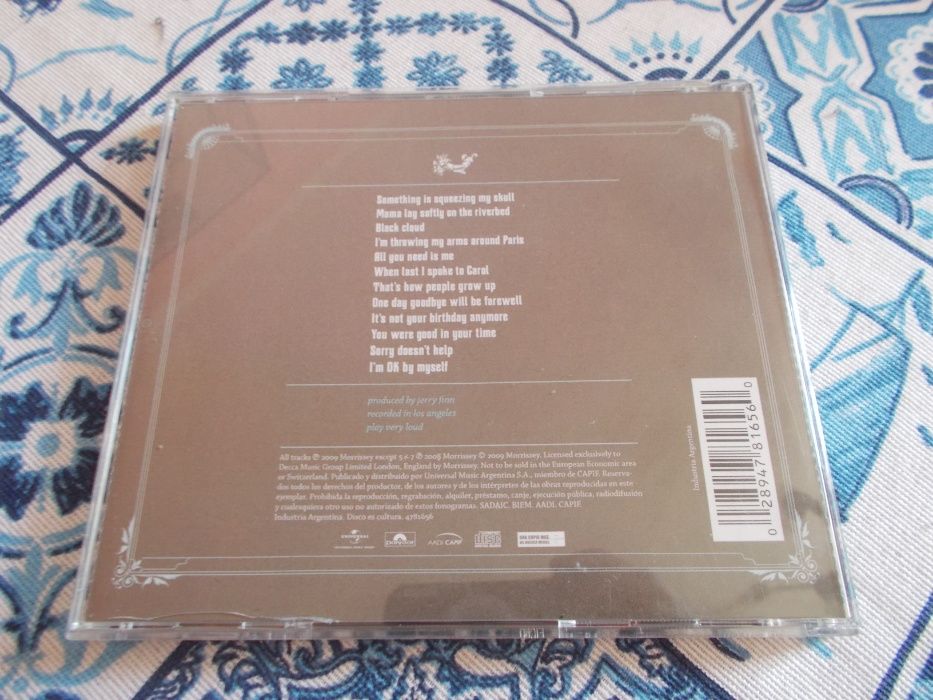 Something is squeezing my skull
Mama lay softly on the riverbed
Black cloud
I'm throwing my arms around Paris
All you need is me
When last I spoke to Carol
That's how people grow up
One day goodbye will be farewell
It's not your birthday anymore
You were good in your time
Sorry doesn't help
I'm OK by myself
produced by jerry finn
recorded in los angeles
play very loud
All tracks ℗ 2009 Morrissey except 5 6 7 ℗ 2008 Morrissey © 2009 Morrissey. Licensed exclusively to
Decca Music Group Limited London, England by Morrissey. Not to be sold in the European Economic area
or Switzerland. Publicado y distribuido por Universal Music Argentina S.A., miembro de CAPIF. Reserva-
dos todos los derechos del productor, de los autores y de los intérpretes de las obras reproducidas en este
ejemplar. Prohibida la reproducción, regrabación, alquiler, préstamo, canje, ejecución pública, radiodifusión
y cualesquiera otro uso no autorizado de estos fonogramas. SADAIC. BIEM. AADI. CAPIF.
Industria Argentina. Disco es cultura. 4781656
UNIVERSAL
polydor
AADI CAPIF
disc
Industria Argentina
0 28947 81656 0